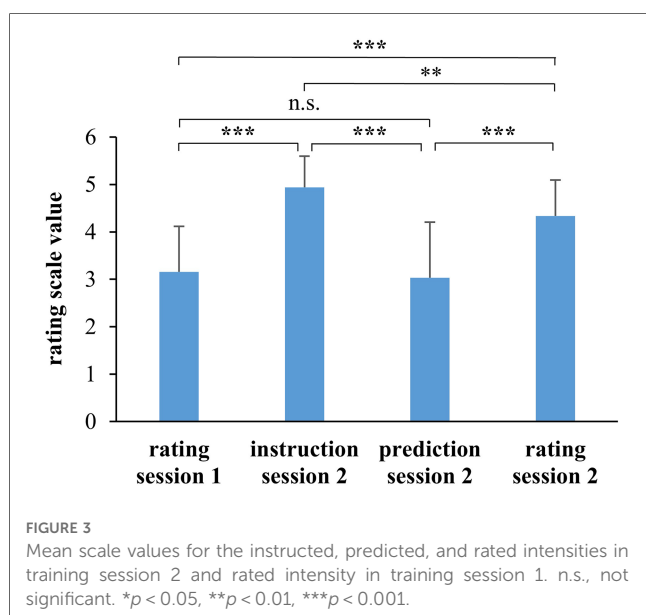 ***
**
n.s.
*** *** ***
6
5
4
3
2
1
0
rating scale value
rating instruction prediction rating
session 1 session 2 session 2 session 2
FIGURE 3
Mean scale values for the instructed, predicted, and rated intensities in
training session 2 and rated intensity in training session 1. n.s., not
significant. *p < 0.05, **p < 0.01, ***p < 0.001.